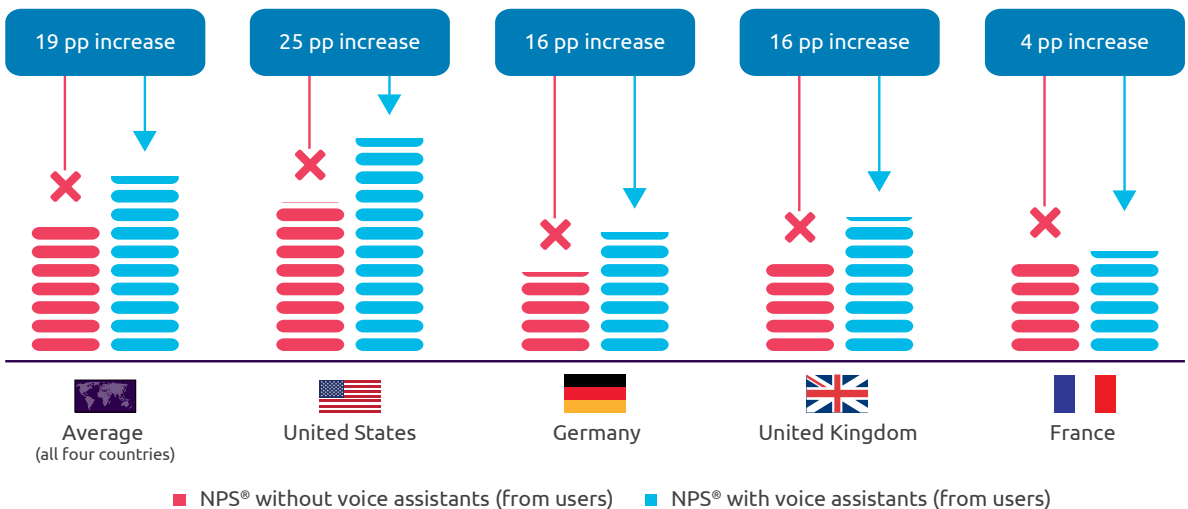 19 pp increase
25 pp increase
16 pp increase
16 pp increase
4 pp increase
Average
(all four countries)
United States
Germany
United Kingdom
France
NPS® without voice assistants (from users)
NPS® with voice assistants (from users)